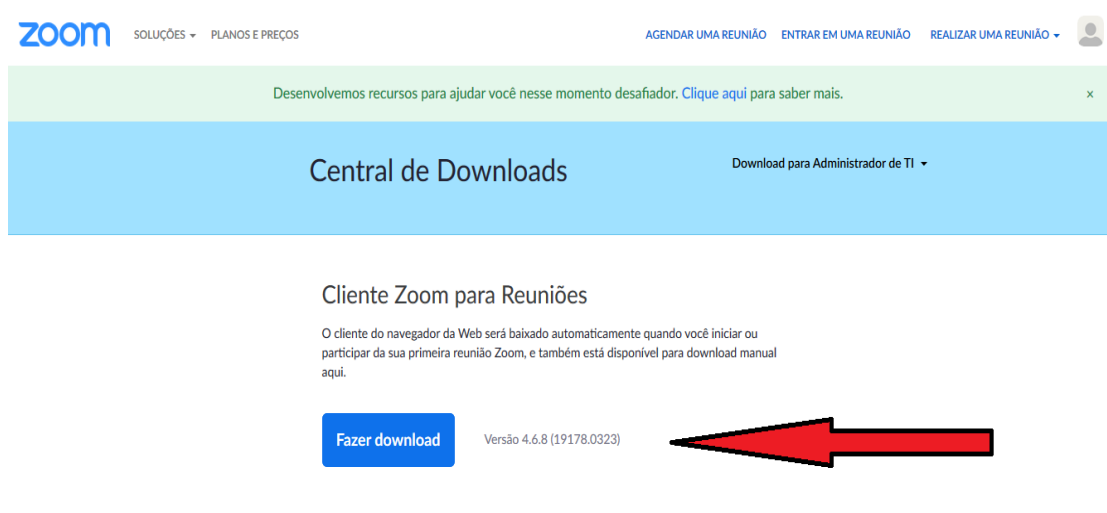 zoom SOLUÇÕES PLANOS E PREÇOS AGENDAR UMA REUNIÃO ENTRAR EM UMA REUNIÃO REALIZAR UMA REUNIÃO
Desenvolvemos recursos para ajudar você nesse momento desafiador. Clique aqui para saber mais. x
Central de Downloads Download para Administrador de TI
Cliente Zoom para Reuniões
O cliente do navegador da Web será baixado automaticamente quando você iniciar ou
participar da sua primeira reunião Zoom, e também está disponível para download manual
aqui.
Fazer download Versão 4.6.8 (19178.0323)